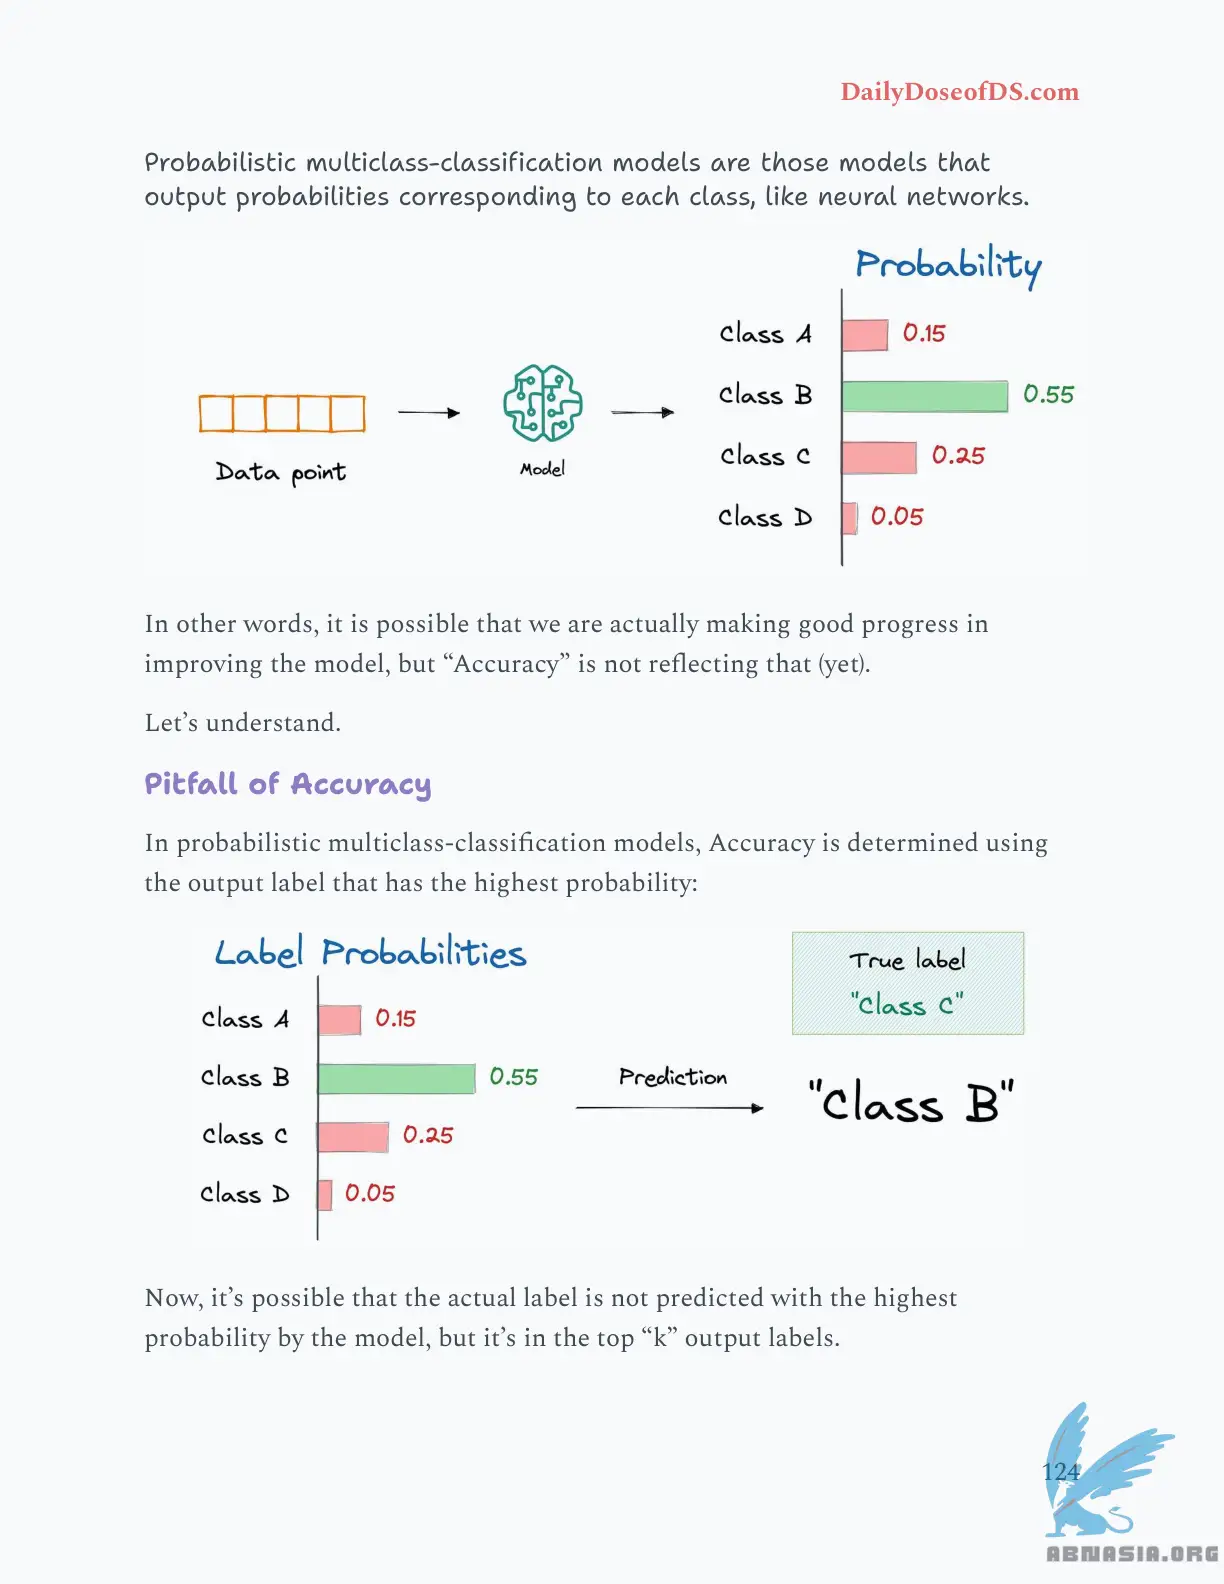 DailyDoseofDS.com
Probabilistic multiclass-classification models are those models that
output probabilities corresponding to each class, like neural networks.
Probability
Class A 0.15
Class B 0.55
Class C 0.25
Class D 0.05
Data point
Model
In other words, it is possible that we are actually making good progress in
improving the model, but “Accuracy” is not reflecting that (yet).
Let’s understand.
Pitfall of Accuracy
In probabilistic multiclass-classification models, Accuracy is determined using
the output label that has the highest probability:
Label Probabilities
Class A 0.15
Class B 0.55
Class C 0.25
Class D 0.05
Prediction
True label
"Class C"
"Class B"
Now, it’s possible that the actual label is not predicted with the highest
probability by the model, but it’s in the top “k” output labels.
124
ABNASIA.ORG